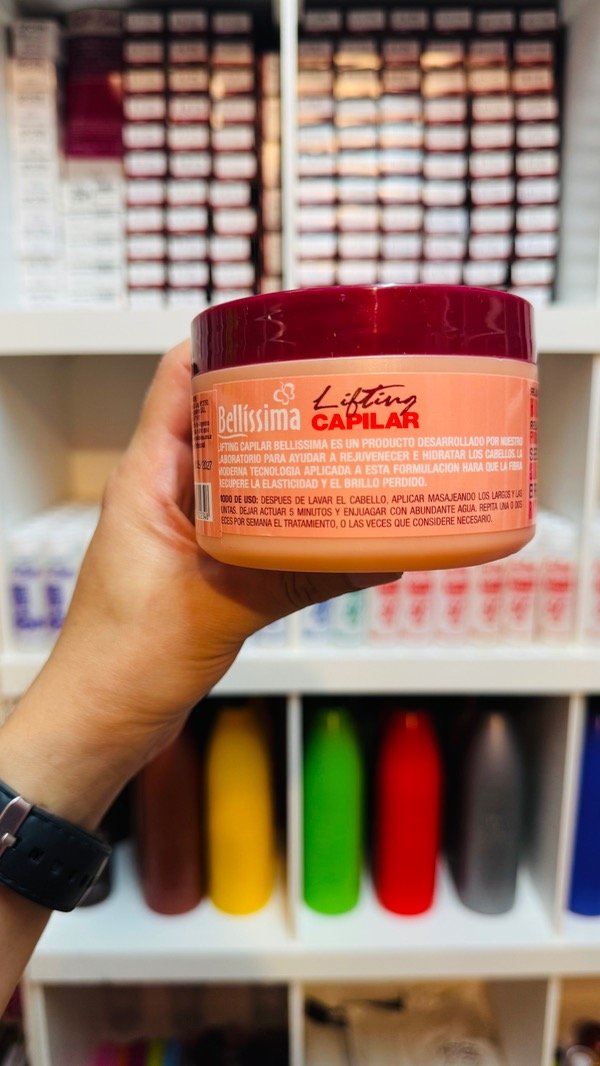 Bellíssima
Lifting
CAPILAR
LIFTING CAPILAR BELLISSIMA ES UN PRODUCTO DESARROLLADO POR NUESTRO
LABORATORIO PARA AYUDAR A REJUVENECER E HIDRATAR LOS CABELLOS. LA
MODERNA TECNOLOGIA APLICADA A ESTA FORMULACION HARA QUE LA FIBRA
RECUPERE LA ELASTICIDAD Y EL BRILLO PERDIDO.
MODO DE USO: DESPUES DE LAVAR EL CABELLO. APLICAR MASAJEANDO LOS LARGOS Y LAS
PUNTAS. DEJAR ACTUAR 5 MINUTOS Y ENJUAGAR CON ABUNDANTE AGUA. REPITA UNA O DOS
VECES POR SEMANA EL TRATAMIENTO, O LAS VECES QUE CONSIDERE NECESARIO.
2027